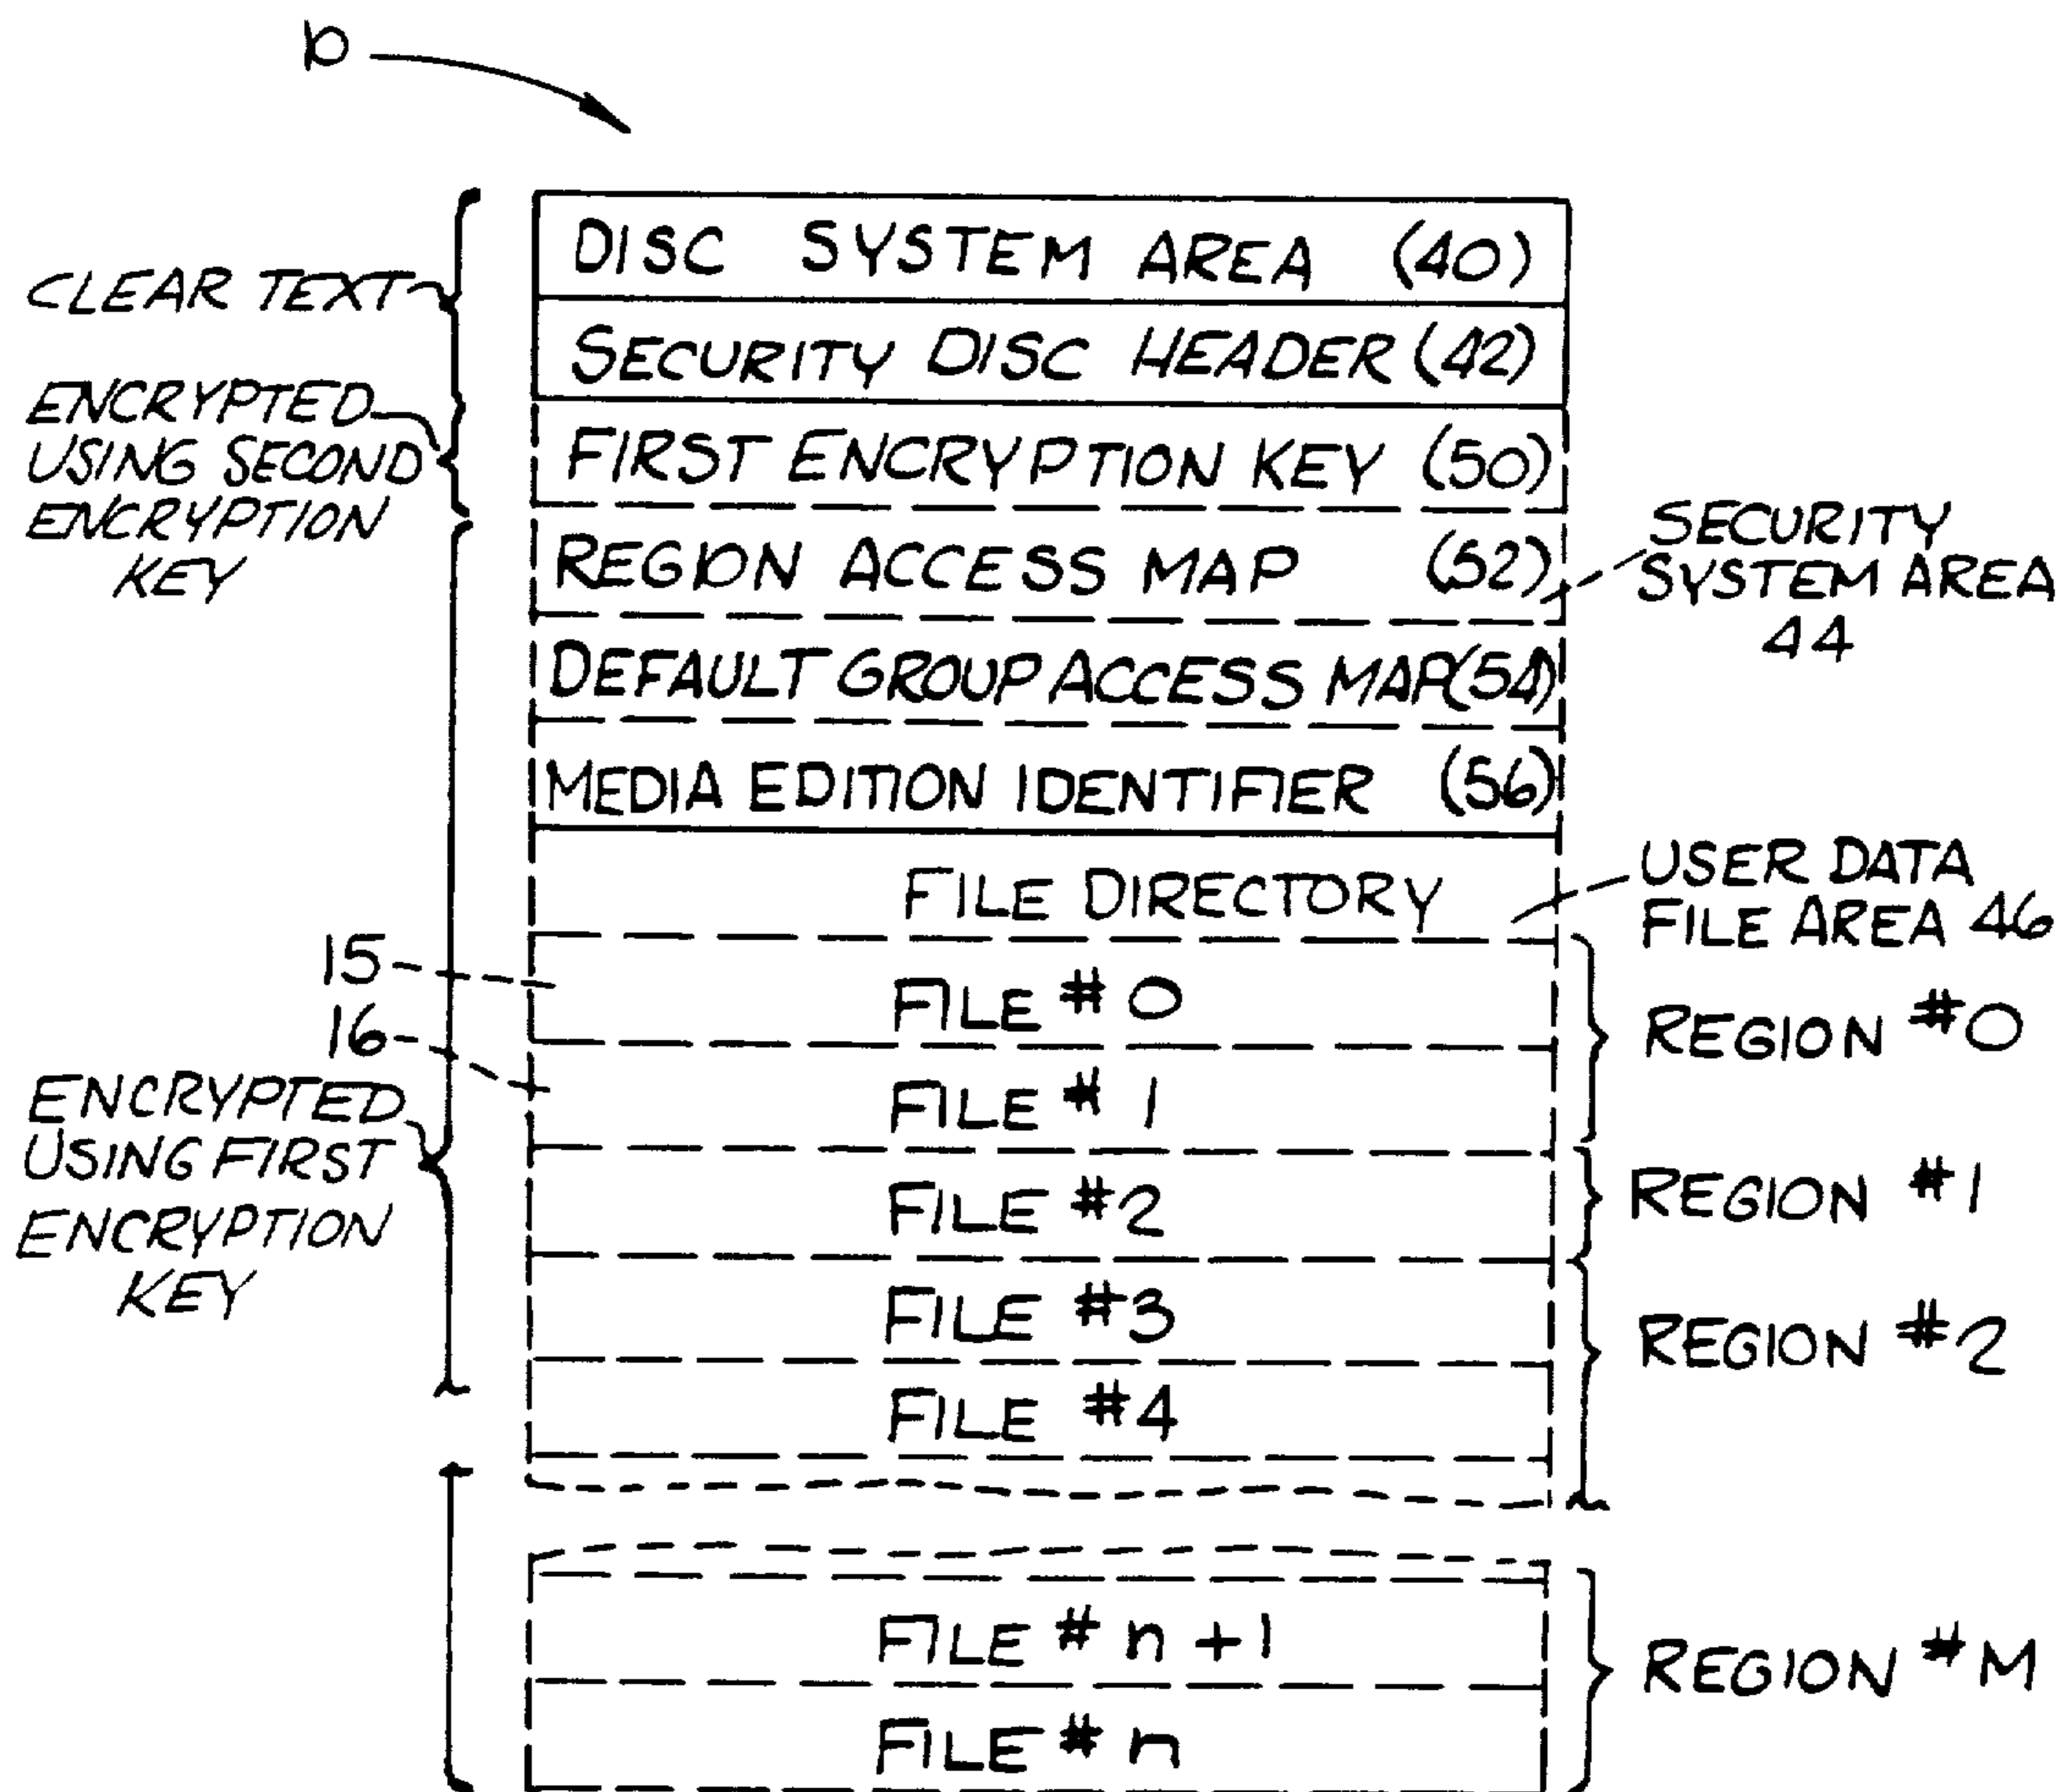 10
DISC SYSTEM AREA (40)
CLEAR TEXT
SECURITY DISC HEADER (42)
ENCRYPTED
USING SECOND
ENCRYPTION
KEY
FIRST ENCRYPTION KEY (50)
REGION ACCESS MAP (52)
SECURITY
SYSTEM AREA
44
DEFAULT GROUP ACCESS MAP (54)
MEDIA EDITION IDENTIFIER (56)
FILE DIRECTORY
USER DATA
FILE AREA 46
15
FILE #0
REGION #0
16
FILE #1
ENCRYPTED
USING FIRST
ENCRYPTION
KEY
FILE #2
REGION #1
FILE #3
REGION #2
FILE #4
FILE #n+1
REGION #M
FILE #n